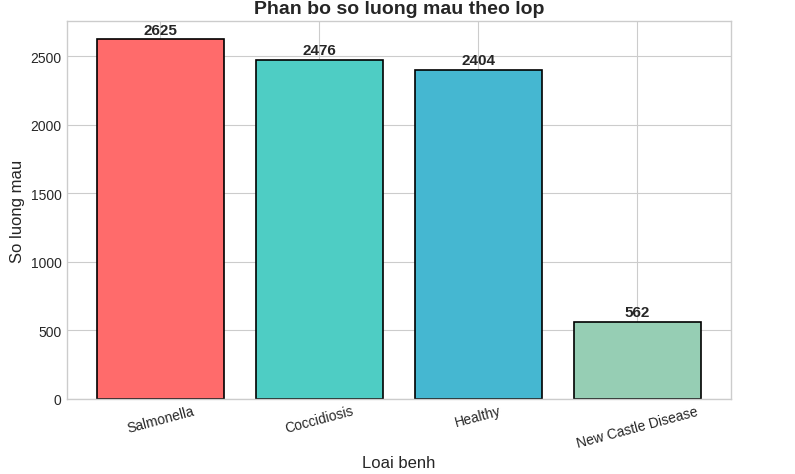 Phan bo so luong mau theo lop
2625
2476
2404
562
2500
2000
1500
1000
500
0
So luong mau
Salmonella
Coccidiosis
Healthy
New Castle Disease
Loai benh